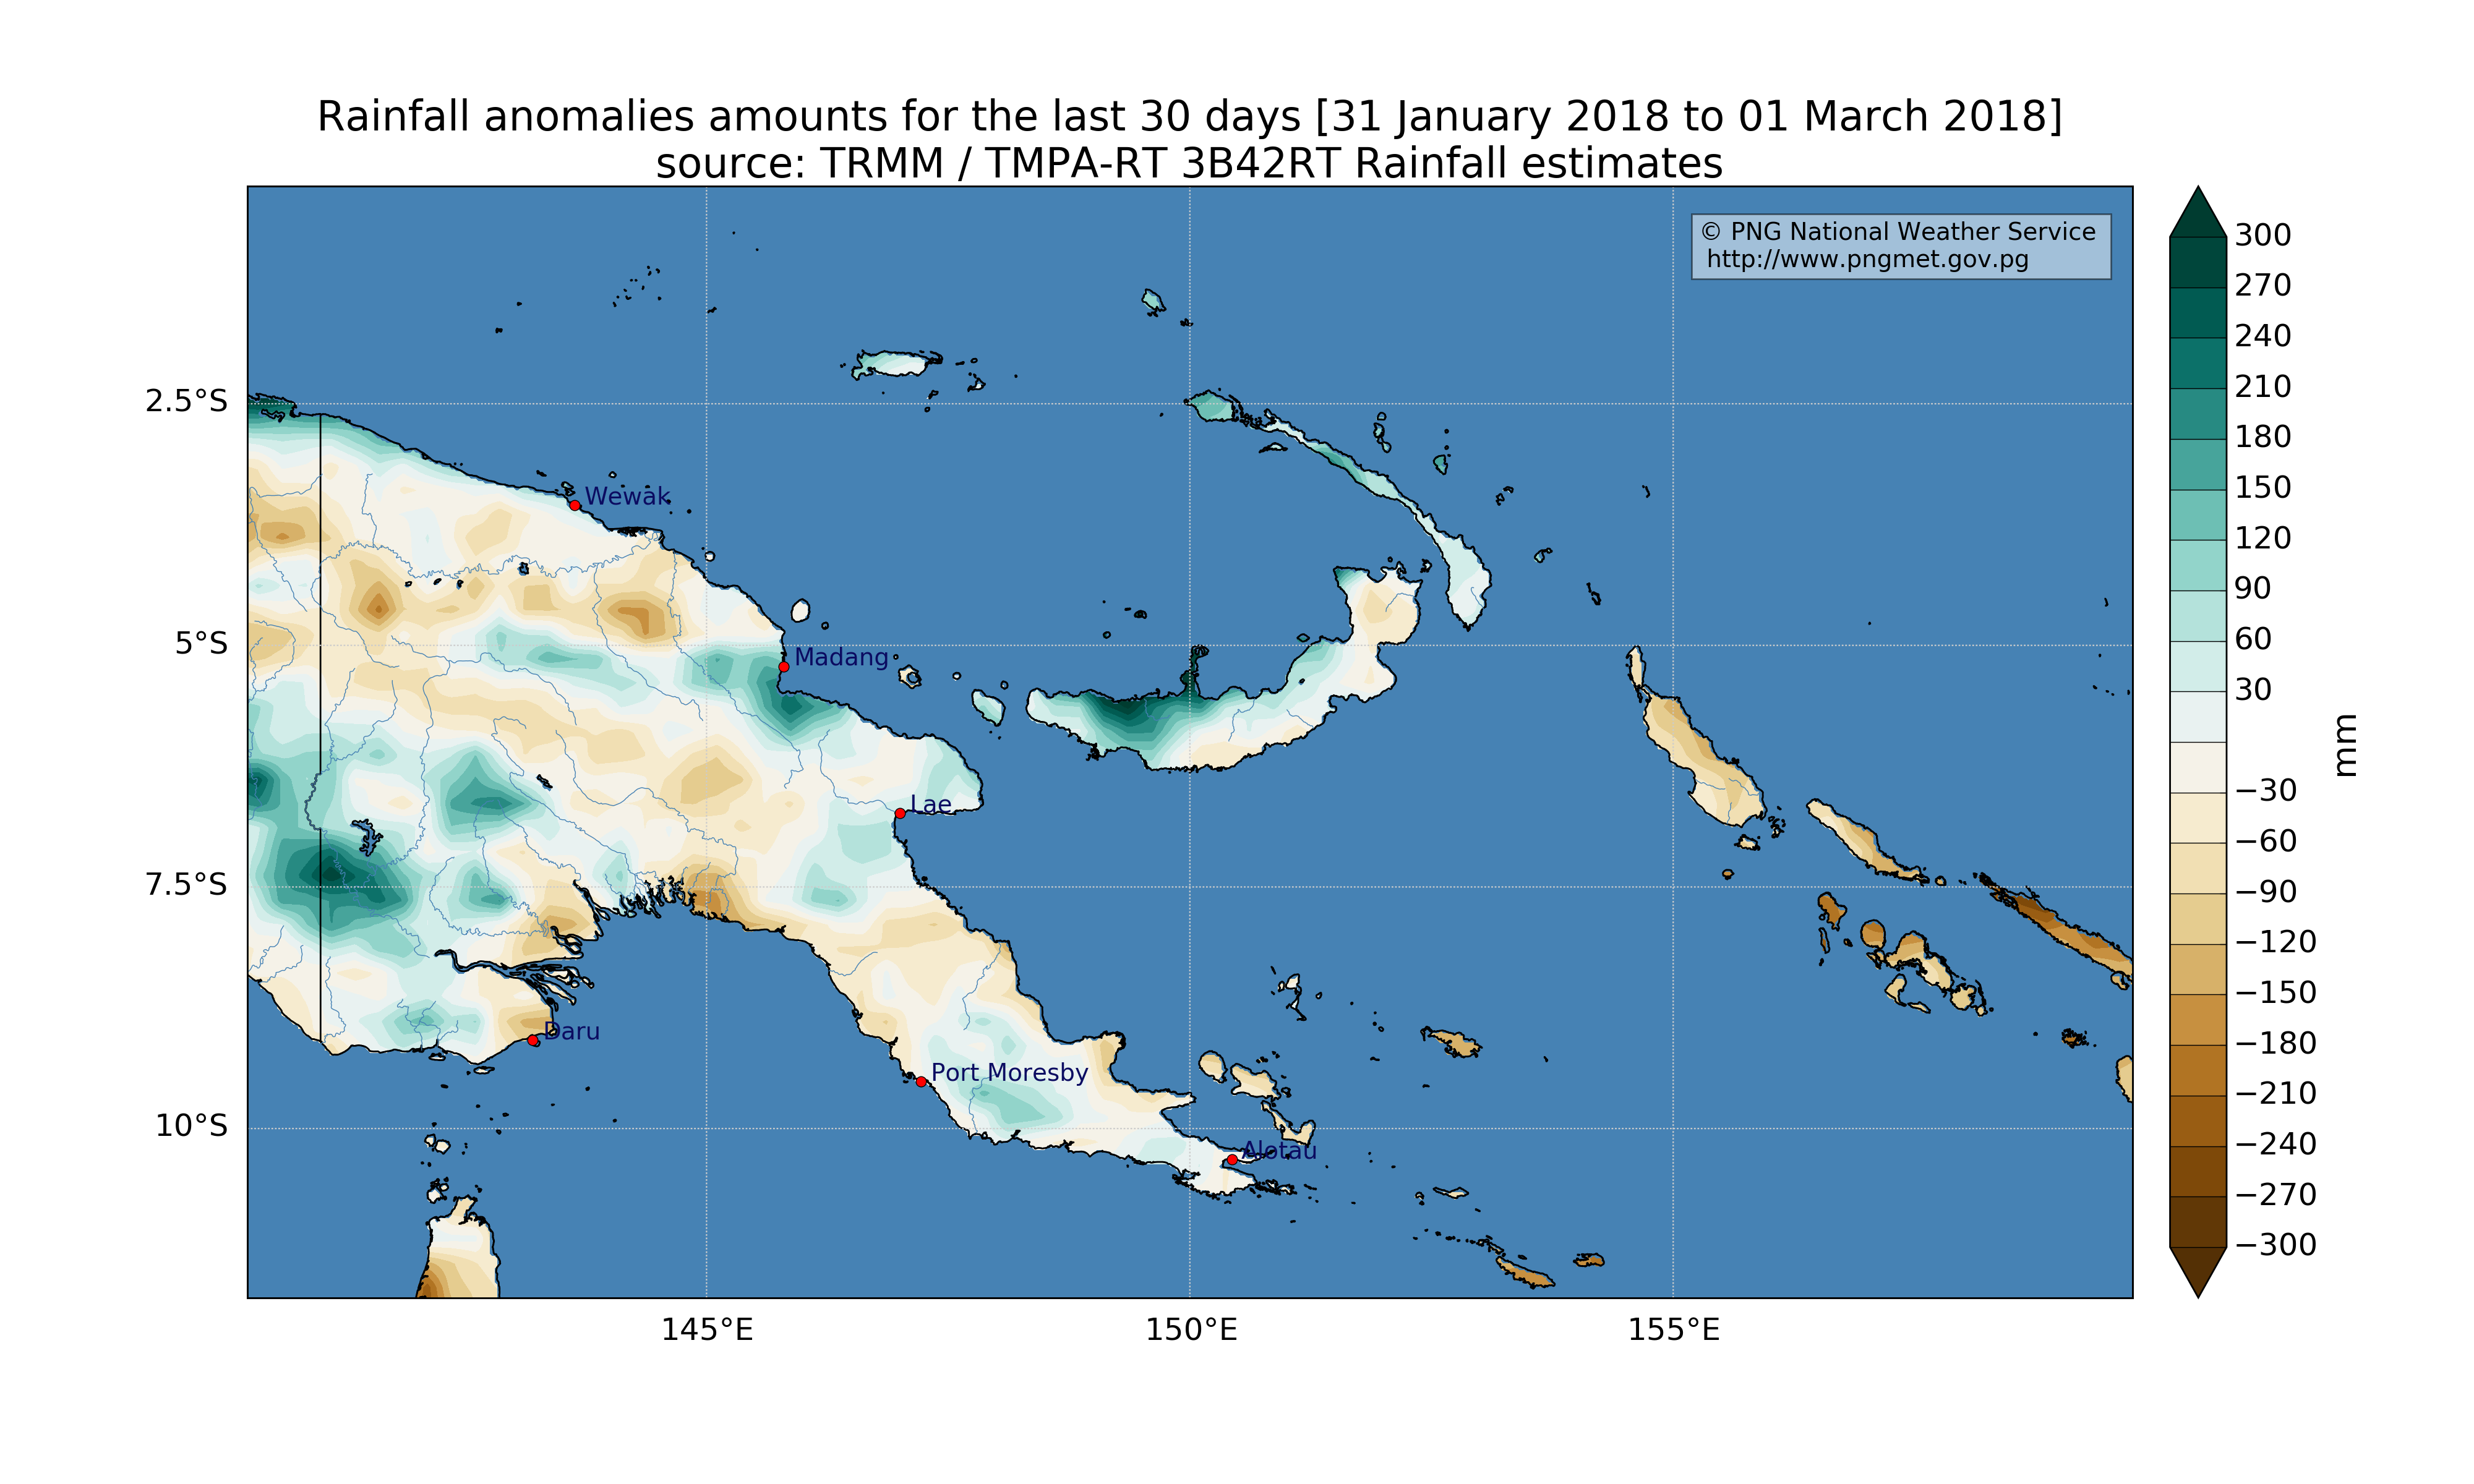 Rainfall anomalies amounts for the last 30 days [31 January 2018 to 01 March 2018]
source: TRMM / TMPA-RT 3B42RT Rainfall estimates
© PNG National Weather Service
http://www.pngmet.gov.pg
2.5°S
5°S
7.5°S
10°S
Wewak
Madang
Lae
Daru
Port Moresby
Alotau
145°E
150°E
155°E
300
270
240
210
180
150
120
90
60
30
−30
−60
−90
−120
−150
−180
−210
−240
−270
−300
mm